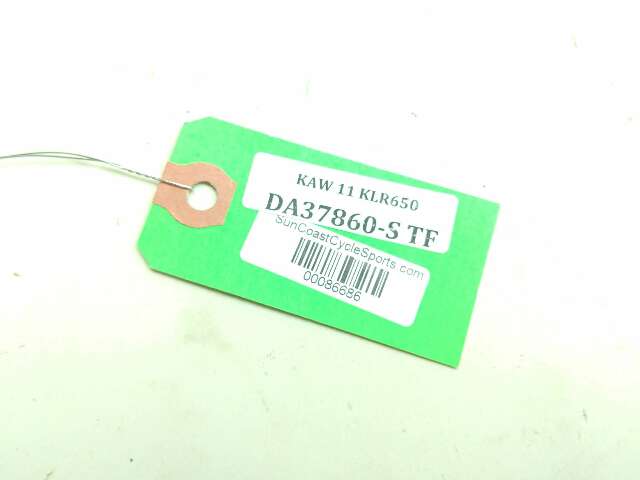 KAW 11 KLR650
DA37860-S TF
SunCoastCycleSports.com
00086686